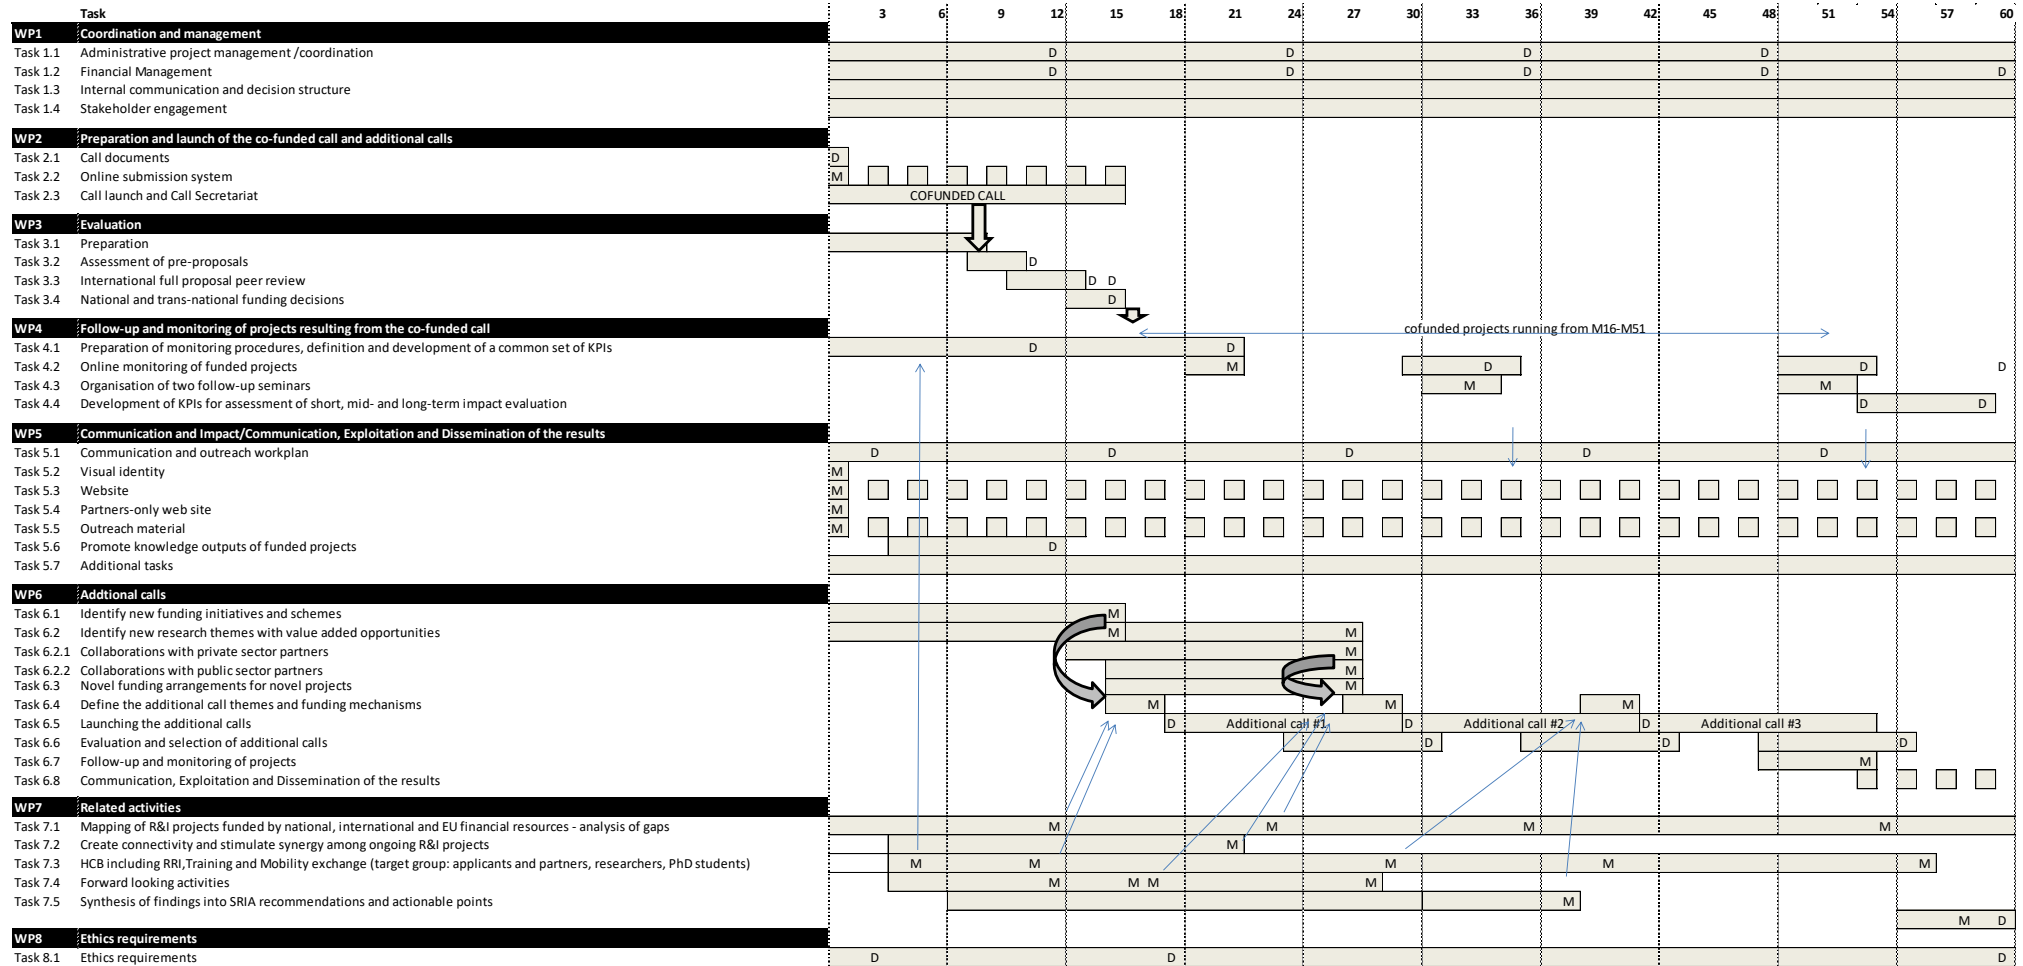 Task 3 6 9 12 15 18 21 24 27 30 33 36 39 42 45 48 51 54 57 60
WP1 Coordination and management
Task 1.1 Administrative project management /coordination D D D D
Task 1.2 Financial Management D D D D D
Task 1.3 Internal communication and decision structure
Task 1.4 Stakeholder engagement
WP2 Preparation and launch of the co-funded call and additional calls
Task 2.1 Call documents D
Task 2.2 Online submission system M
Task 2.3 Call launch and Call Secretariat COFUNDED CALL
WP3 Evaluation
Task 3.1 Preparation
Task 3.2 Assessment of pre-proposals D
Task 3.3 International full proposal peer review D D
Task 3.4 National and trans-national funding decisions D
WP4 Follow-up and monitoring of projects resulting from the co-funded call cofunded projects running from M16-M51
Task 4.1 Preparation of monitoring procedures, definition and development of a common set of KPIs D D
Task 4.2 Online monitoring of funded projects M D D D
Task 4.3 Organisation of two follow-up seminars M M
Task 4.4 Development of KPIs for assessment of short, mid- and long-term impact evaluation D D
WP5 Communication and Impact/Communication, Exploitation and Dissemination of the results
Task 5.1 Communication and outreach workplan D D D D D
Task 5.2 Visual identity M
Task 5.3 Website M
Task 5.4 Partners-only web site M
Task 5.5 Outreach material M
Task 5.6 Promote knowledge outputs of funded projects D
Task 5.7 Additional tasks
WP6 Addtional calls
Task 6.1 Identify new funding initiatives and schemes M
Task 6.2 Identify new research themes with value added opportunities M M
Task 6.2.1 Collaborations with private sector partners M
Task 6.2.2 Collaborations with public sector partners M
Task 6.3 Novel funding arrangements for novel projects M
Task 6.4 Define the additional call themes and funding mechanisms M M M
Task 6.5 Launching the additional calls D Additional call #1 D Additional call #2 D Additional call #3
Task 6.6 Evaluation and selection of additional calls D D D
Task 6.7 Follow-up and monitoring of projects M
Task 6.8 Communication, Exploitation and Dissemination of the results
WP7 Related activities
Task 7.1 Mapping of R&I projects funded by national, international and EU financial resources - analysis of gaps M M M M
Task 7.2 Create connectivity and stimulate synergy among ongoing R&I projects M
Task 7.3 HCB including RRI,Training and Mobility exchange (target group: applicants and partners, researchers, PhD students) M M M M M
Task 7.4 Forward looking activities M M M M
Task 7.5 Synthesis of findings into SRIA recommendations and actionable points M
M D
WP8 Ethics requirements
Task 8.1 Ethics requirements D D D